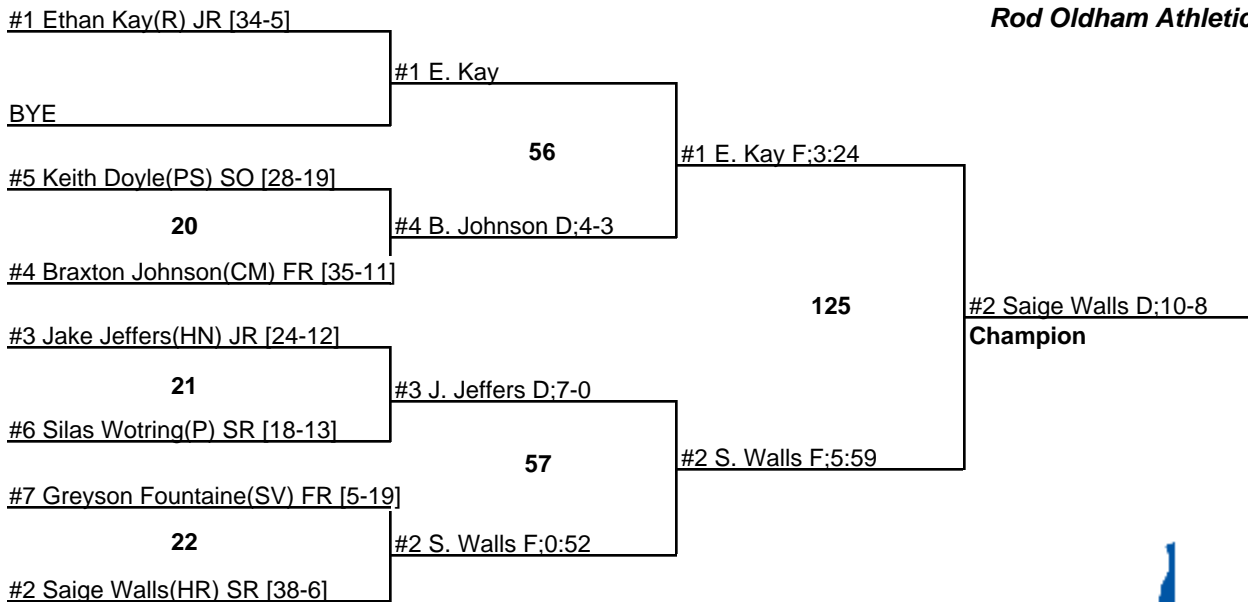 #1 Ethan Kay(R) JR [34-5]
Rod Oldham Athletic
#1 E. Kay
BYE
56
#1 E. Kay F;3:24
#5 Keith Doyle(PS) SO [28-19]
20
#4 B. Johnson D;4-3
#4 Braxton Johnson(CM) FR [35-11]
125
#2 Saige Walls D;10-8
Champion
#3 Jake Jeffers(HN) JR [24-12]
21
#3 J. Jeffers D;7-0
#6 Silas Wotring(P) SR [18-13]
57
#2 S. Walls F;5:59
#7 Greyson Fountaine(SV) FR [5-19]
22
#2 S. Walls F;0:52
#2 Saige Walls(HR) SR [38-6]